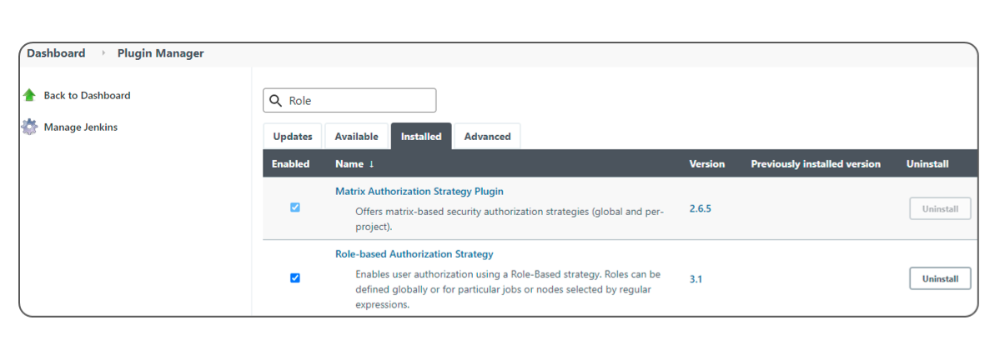 Dashboard Plugin Manager
Back to Dashboard
Manage Jenkins
Role
Updates Available Installed Advanced
Enabled Name ↓ Version Previously installed version Uninstall
Matrix Authorization Strategy Plugin
Offers matrix-based security authorization strategies (global and per-
project).
2.6.5
Uninstall
Role-based Authorization Strategy
Enables user authorization using a Role-Based strategy. Roles can be
defined globally or for particular jobs or nodes selected by regular
expressions.
3.1
Uninstall